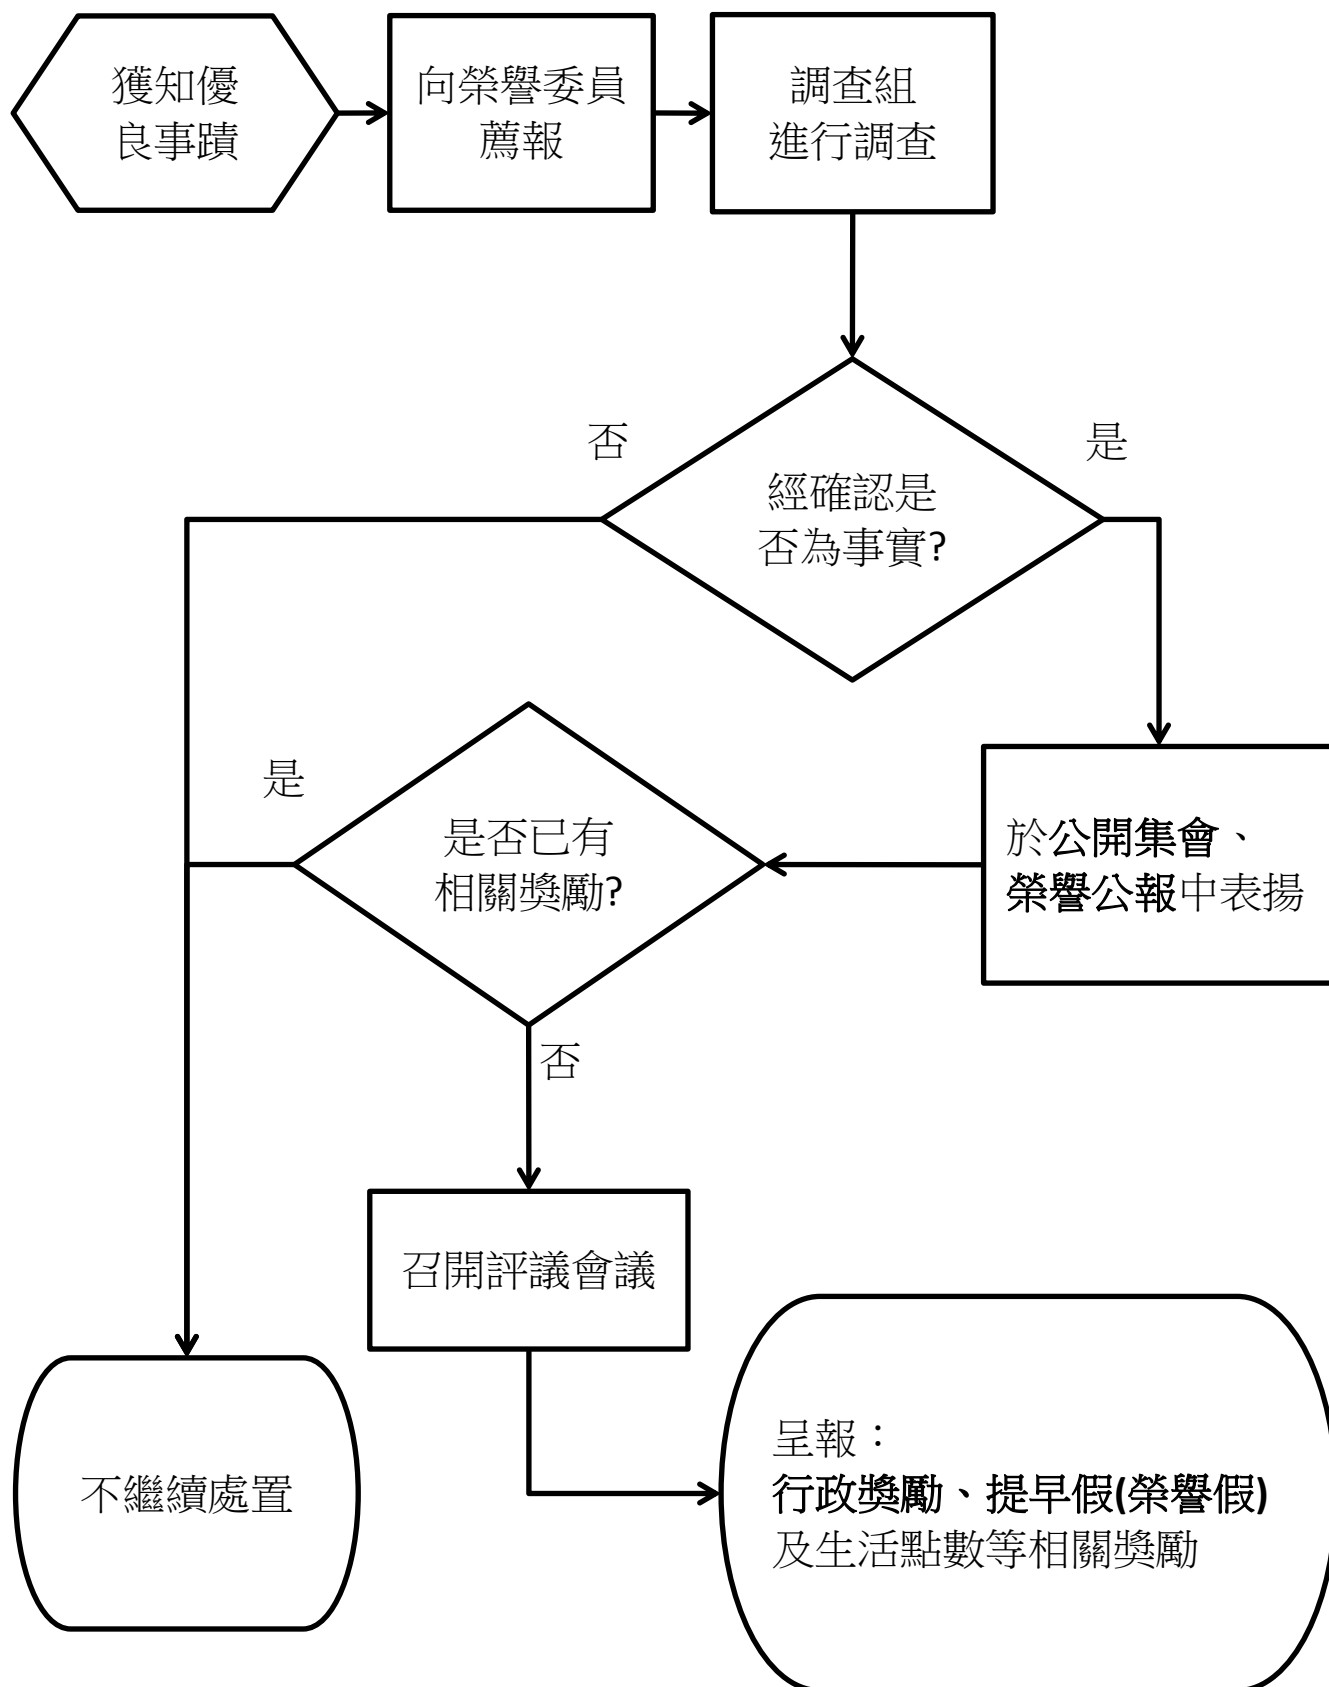 獲知優
良事蹟
向榮譽委員
薦報
調查組
進行調查
否
是
經確認是
否為事實?
是
是否已有
相關獎勵?
於公開集會、
榮譽公報中表揚
否
召開評議會議
不繼續處置
呈報：
行政獎勵、提早假(榮譽假)
及生活點數等相關獎勵